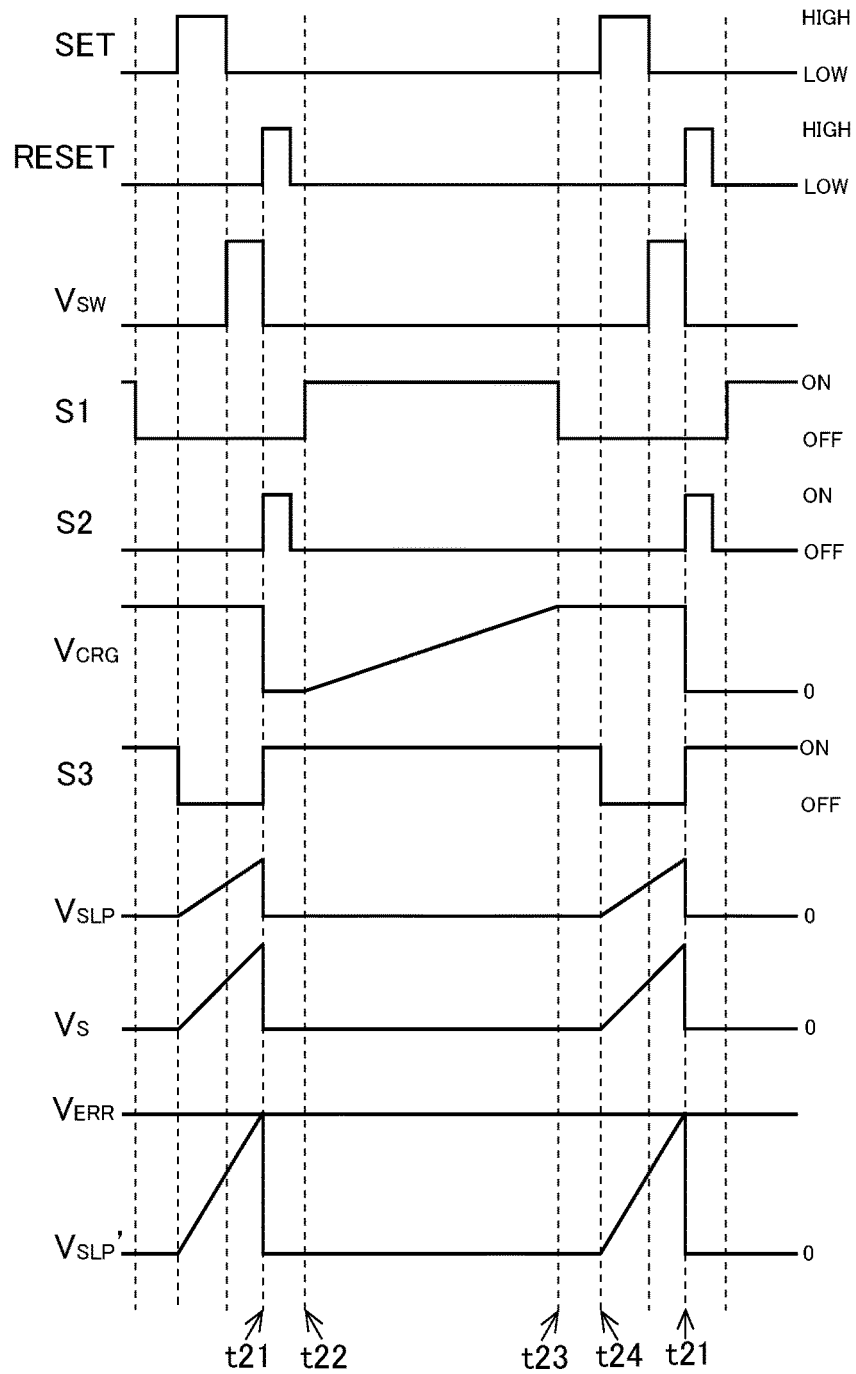 SET
HIGH
LOW
RESET
HIGH
LOW
VSW
S1
ON
OFF
S2
ON
OFF
VCRG
0
S3
ON
OFF
VSLP
0
VS
0
VERR
VSLP'
0
t21 t22 t23 t24 t21